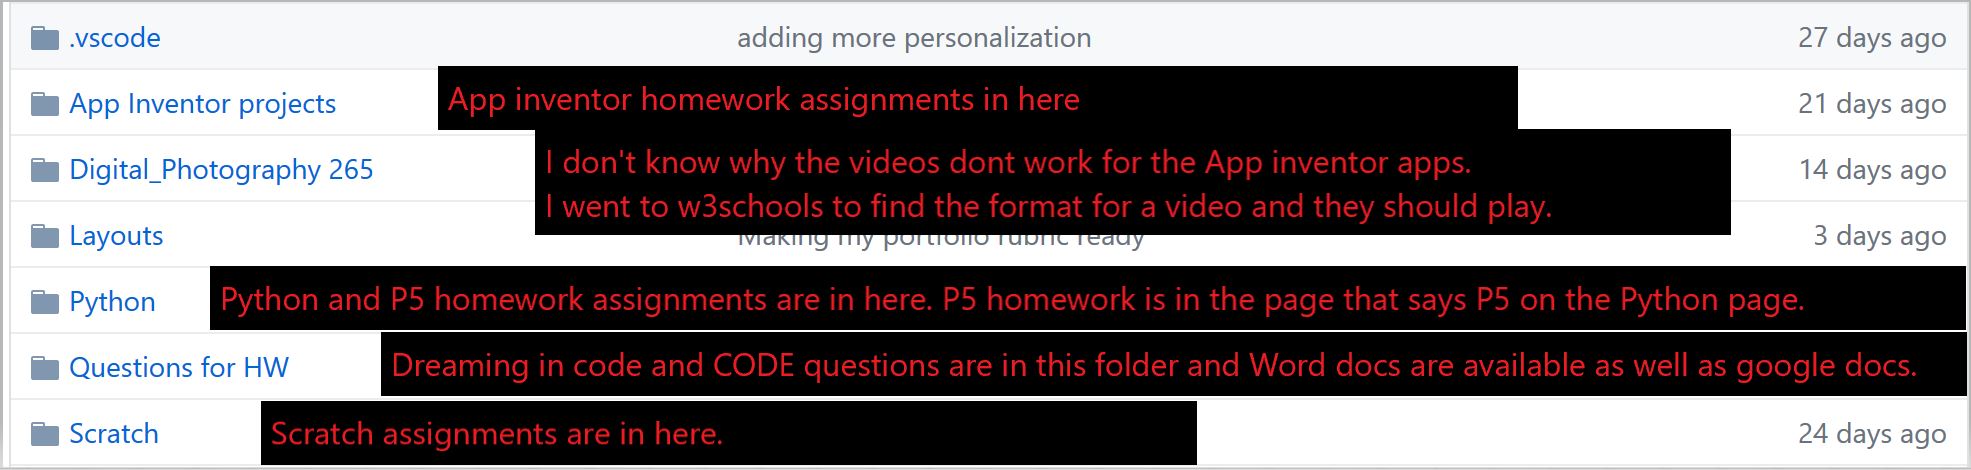 .vscode adding more personalization 27 days ago
App Inventor projects App inventor homework assignments in here 21 days ago
Digital_Photography 265 I don't know why the videos dont work for the App inventor apps. 14 days ago
I went to w3schools to find the format for a video and they should play.
Layouts Making my portfolio rubric ready 3 days ago
Python Python and P5 homework assignments are in here. P5 homework is in the page that says P5 on the Python page.
Questions for HW Dreaming in code and CODE questions are in this folder and Word docs are available as well as google docs.
Scratch Scratch assignments are in here. 24 days ago